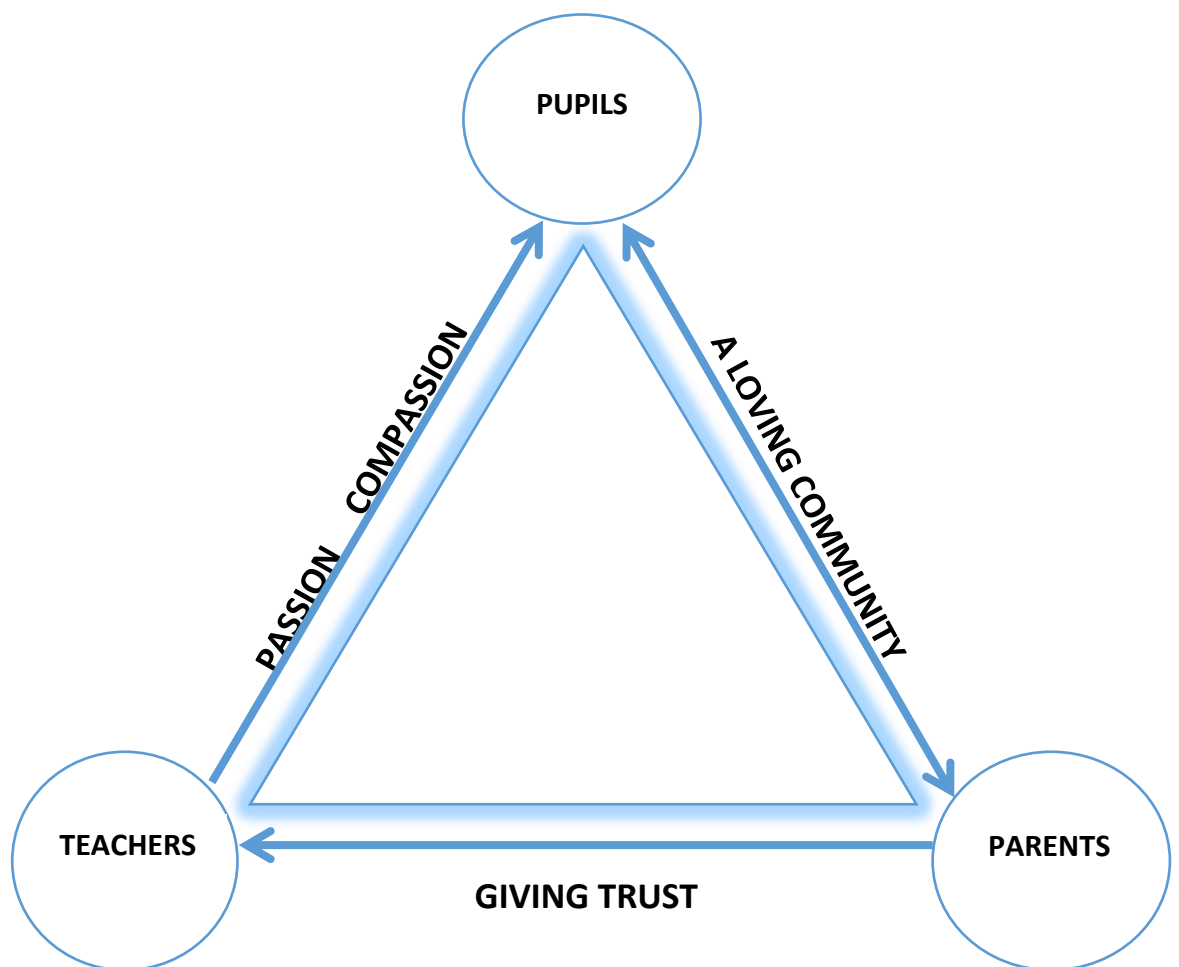 PUPILS
PASSION COMPASSION
A LOVING COMMUNITY
TEACHERS
PARENTS
GIVING TRUST